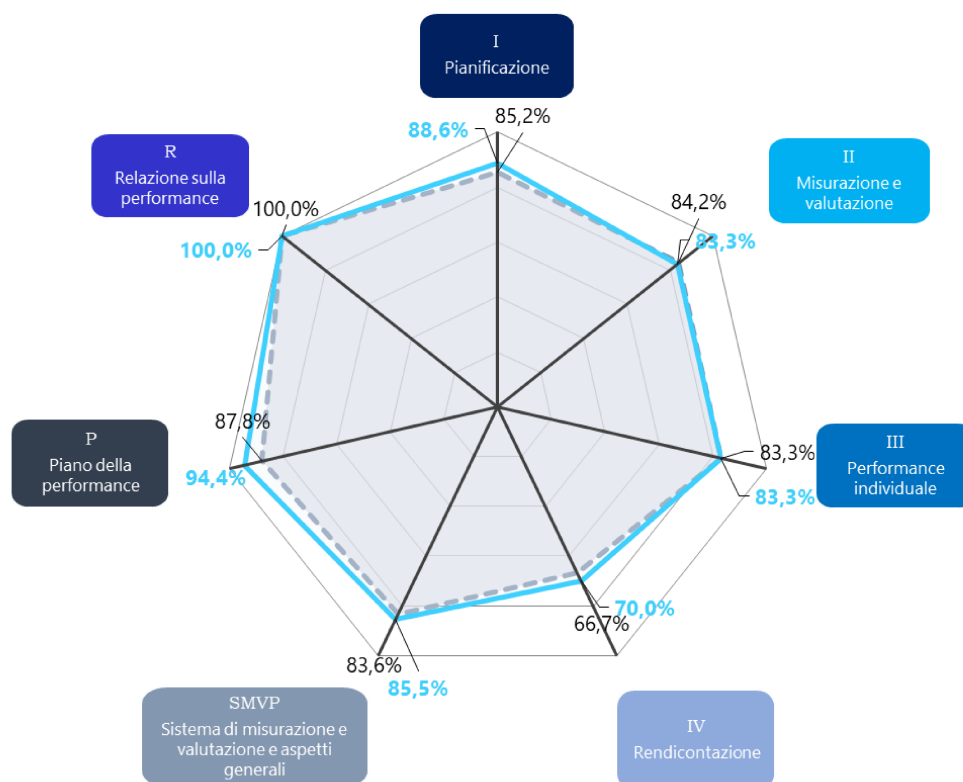 I
Pianificazione
88,6%
85,2%
R
Relazione sulla
performance
II
Misurazione e
valutazione
100,0%
100,0%
84,2%
83,3%
P
Piano della
performance
87,8%
94,4%
III
Performance
individuale
83,3%
83,3%
70,0%
66,7%
83,6%
85,5%
SMVP
Sistema di misurazione e
valutazione e aspetti
generali
IV
Rendicontazione